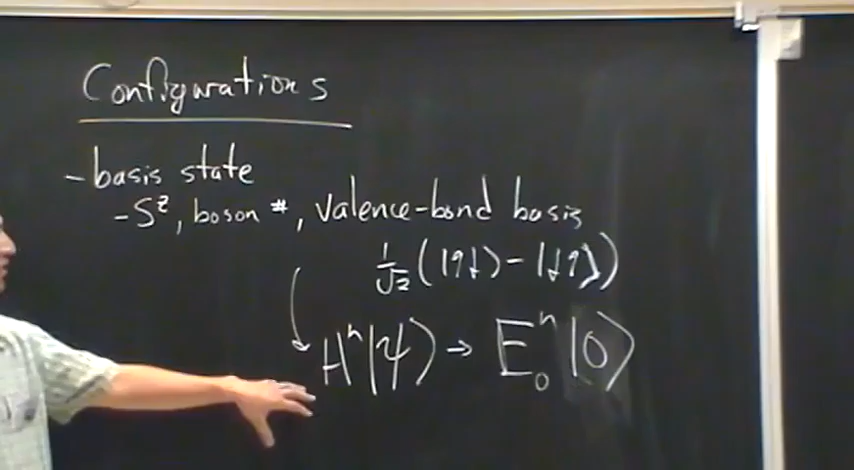 Configurations
- basis state
- S^z, boson #, valence-bond basis
1/√2 (|↑↓⟩ - |↓↑⟩)
H^n|ψ⟩ → E_0^n |0⟩